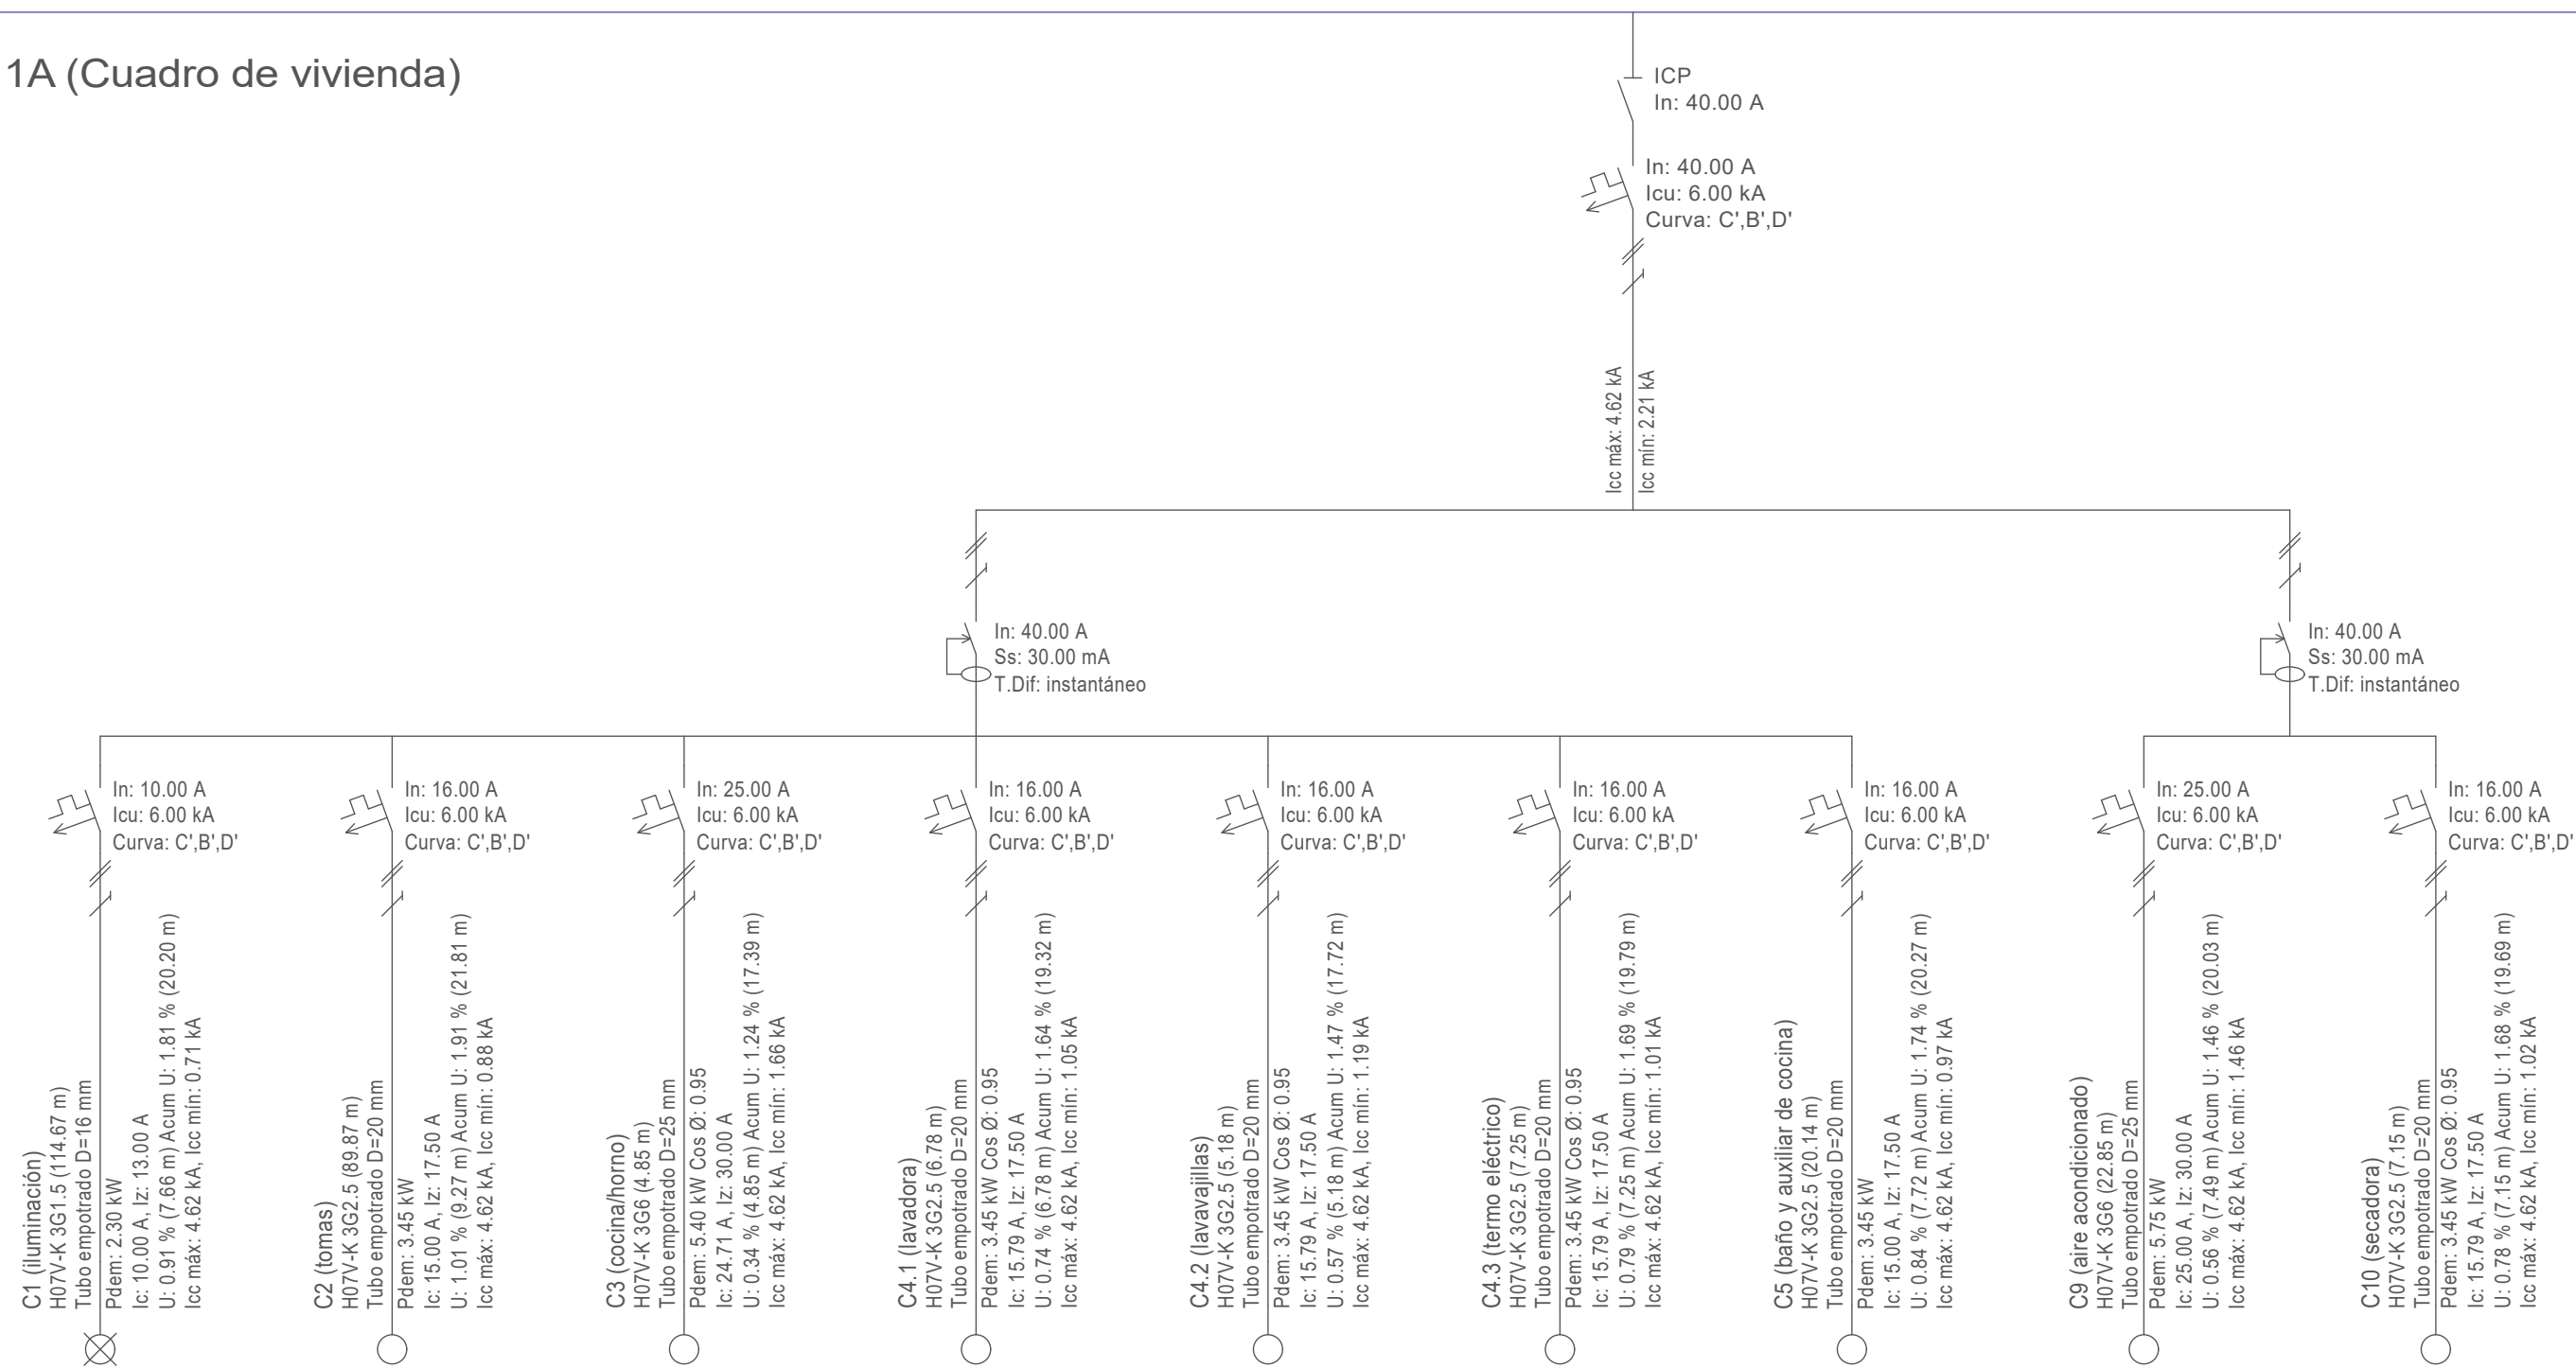 1A (Cuadro de vivienda)
ICP
In: 40.00 A
In: 40.00 A
Icu: 6.00 kA
Curva: C',B',D'
Icc máx: 4.62 kA
Icc mín: 2.21 kA
In: 40.00 A
Ss: 30.00 mA
T.Dif: instantáneo
In: 40.00 A
Ss: 30.00 mA
T.Dif: instantáneo
In: 10.00 A
Icu: 6.00 kA
Curva: C',B',D'
C1 (iluminación)
H07V-K 3G1.5 (114.67 m)
Tubo empotrado D=16 mm
Pdem: 2.30 kW
Ic: 10.00 A, Iz: 13.00 A
U: 0.91 % (7.66 m) Acum U: 1.81 % (20.20 m)
Icc máx: 4.62 kA, Icc mín: 0.71 kA
In: 16.00 A
Icu: 6.00 kA
Curva: C',B',D'
C2 (tomas)
H07V-K 3G2.5 (89.87 m)
Tubo empotrado D=20 mm
Pdem: 3.45 kW
Ic: 15.00 A, Iz: 17.50 A
U: 1.01 % (9.27 m) Acum U: 1.91 % (21.81 m)
Icc máx: 4.62 kA, Icc mín: 0.88 kA
In: 25.00 A
Icu: 6.00 kA
Curva: C',B',D'
C3 (cocina/horno)
H07V-K 3G6 (4.85 m)
Tubo empotrado D=25 mm
Pdem: 5.40 kW Cos Ø: 0.95
Ic: 24.71 A, Iz: 30.00 A
U: 0.34 % (4.85 m) Acum U: 1.24 % (17.39 m)
Icc máx: 4.62 kA, Icc mín: 1.66 kA
In: 16.00 A
Icu: 6.00 kA
Curva: C',B',D'
C4.1 (lavadora)
H07V-K 3G2.5 (6.78 m)
Tubo empotrado D=20 mm
Pdem: 3.45 kW Cos Ø: 0.95
Ic: 15.79 A, Iz: 17.50 A
U: 0.74 % (6.78 m) Acum U: 1.64 % (19.32 m)
Icc máx: 4.62 kA, Icc mín: 1.05 kA
In: 16.00 A
Icu: 6.00 kA
Curva: C',B',D'
C4.2 (lavavajillas)
H07V-K 3G2.5 (5.18 m)
Tubo empotrado D=20 mm
Pdem: 3.45 kW Cos Ø: 0.95
Ic: 15.79 A, Iz: 17.50 A
U: 0.57 % (5.18 m) Acum U: 1.47 % (17.72 m)
Icc máx: 4.62 kA, Icc mín: 1.19 kA
In: 16.00 A
Icu: 6.00 kA
Curva: C',B',D'
C4.3 (termo eléctrico)
H07V-K 3G2.5 (7.25 m)
Tubo empotrado D=20 mm
Pdem: 3.45 kW Cos Ø: 0.95
Ic: 15.79 A, Iz: 17.50 A
U: 0.79 % (7.25 m) Acum U: 1.69 % (19.79 m)
Icc máx: 4.62 kA, Icc mín: 1.01 kA
In: 16.00 A
Icu: 6.00 kA
Curva: C',B',D'
C5 (baño y auxiliar de cocina)
H07V-K 3G2.5 (20.14 m)
Tubo empotrado D=20 mm
Pdem: 3.45 kW
Ic: 15.00 A, Iz: 17.50 A
U: 0.84 % (7.72 m) Acum U: 1.74 % (20.27 m)
Icc máx: 4.62 kA, Icc mín: 0.97 kA
In: 25.00 A
Icu: 6.00 kA
Curva: C',B',D'
C9 (aire acondicionado)
H07V-K 3G6 (22.85 m)
Tubo empotrado D=25 mm
Pdem: 5.75 kW
Ic: 25.00 A, Iz: 30.00 A
U: 0.56 % (7.49 m) Acum U: 1.46 % (20.03 m)
Icc máx: 4.62 kA, Icc mín: 1.46 kA
In: 16.00 A
Icu: 6.00 kA
Curva: C',B',D'
C10 (secadora)
H07V-K 3G2.5 (7.15 m)
Tubo empotrado D=20 mm
Pdem: 3.45 kW Cos Ø: 0.95
Ic: 15.79 A, Iz: 17.50 A
U: 0.78 % (7.15 m) Acum U: 1.68 % (19.69 m)
Icc máx: 4.62 kA, Icc mín: 1.02 kA